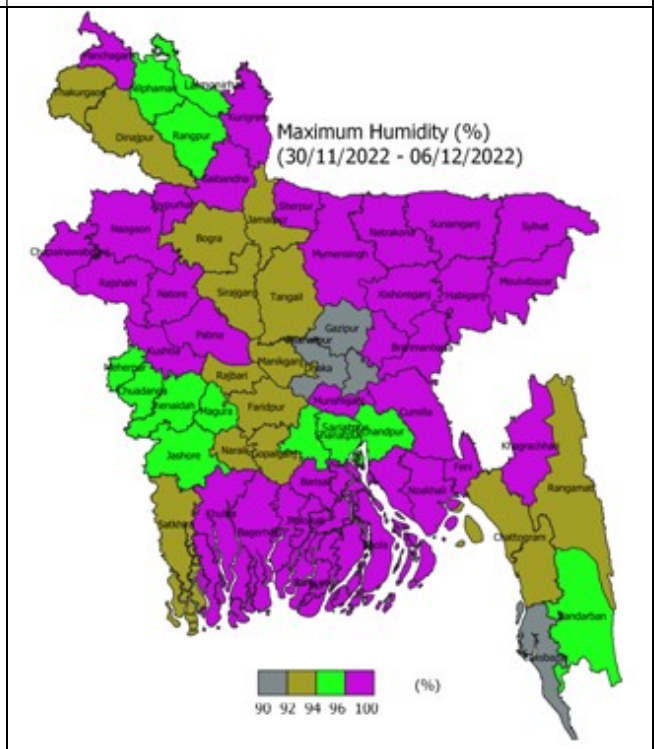 Panchagarh
Nilphamari
Lalmonirhat
Thakurgaon
Dinajpur
Rangpur
Kurigram
Maximum Humidity (%)
(30/11/2022 - 06/12/2022)
Gaibandha
Joypurhat
Sherpur
Naogaon
Jamalpur
Netrakona
Sunamganj
Sylhet
Bogra
Chapainawabganj
Mymensingh
Rajshahi
Natore
Sirajganj
Tangail
Kishoreganj
Habiganj
Moulvibazar
Gazipur
Pabna
Kushtia
Manikganj
Dhaka
Meherpur
Rajbari
Chuadanga
Jhenaidah
Magura
Faridpur
Munshiganj
Cumilla
Khagrachhari
Chandpur
Jashore
Narail
Gopalganj
Feni
Barisal
Noakhali
Rangamati
Satkhira
Khulna
Bagerhat
Chattogram
Bandarban
(%)
90 92 94 96 100